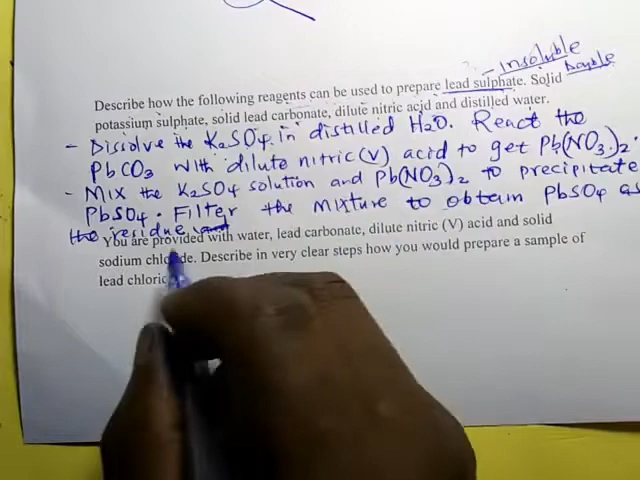 - Insoluble
Double
Describe how the following reagents can be used to prepare lead sulphate. Solid
potassium sulphate, solid lead carbonate, dilute nitric acid and distilled water.
- Dissolve the K₂SO₄ in distilled H₂O. React the
PbCO₃ with dilute nitric (V) acid to get Pb(NO₃)₂.
- Mix the K₂SO₄ solution and Pb(NO₃)₂ to precipitate
PbSO₄. Filter the mixture to obtain PbSO₄ as
the residue
You are provided with water, lead carbonate, dilute nitric (V) acid and solid
sodium chloride. Describe in very clear steps how you would prepare a sample of
lead chloric